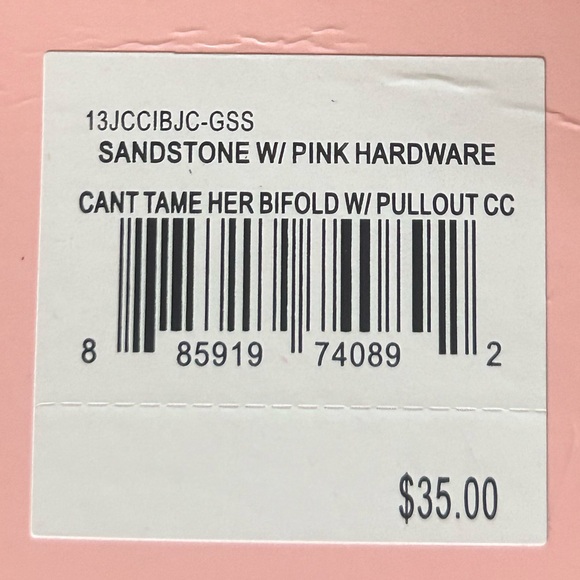 13JCCIBJC-GSS
SANDSTONE W/ PINK HARDWARE
CANT TAME HER BIFOLD W/ PULLOUT CC
8 85919 74089 2
$35.00